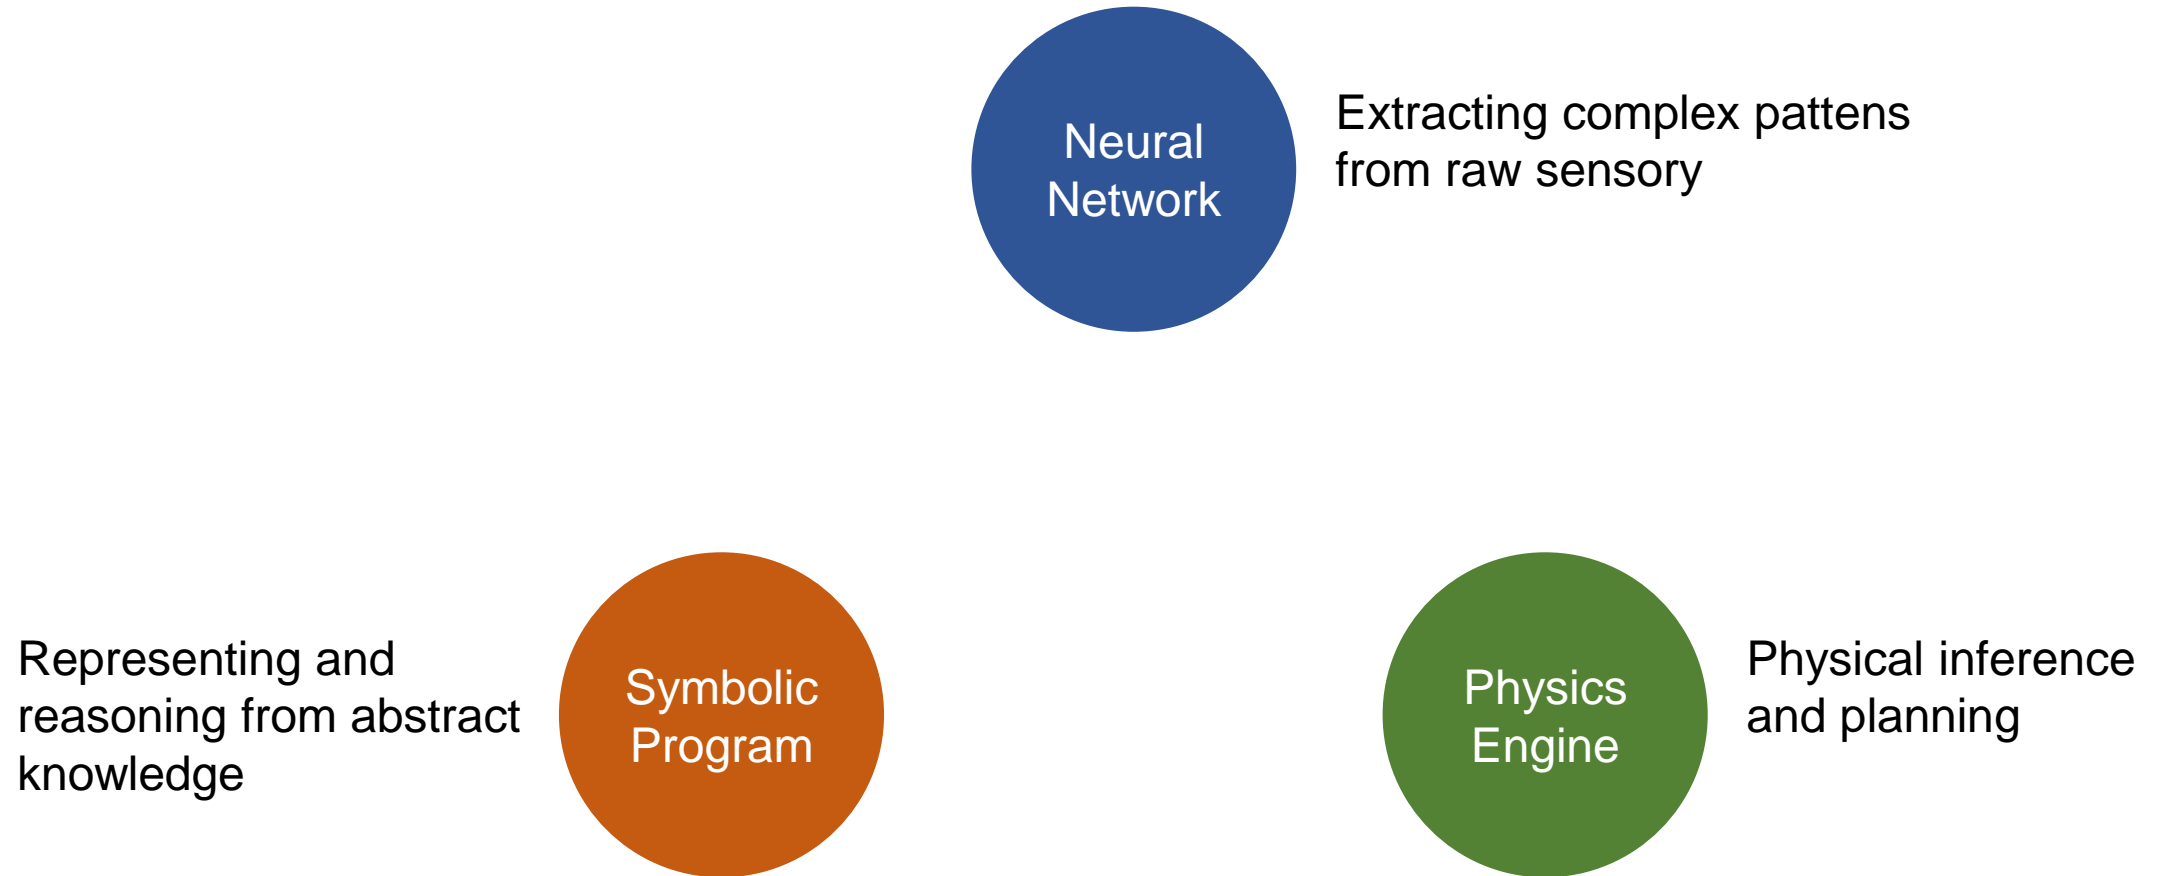 Neural
Network
Extracting complex pattens
from raw sensory
Representing and
reasoning from abstract
knowledge
Symbolic
Program
Physics
Engine
Physical inference
and planning